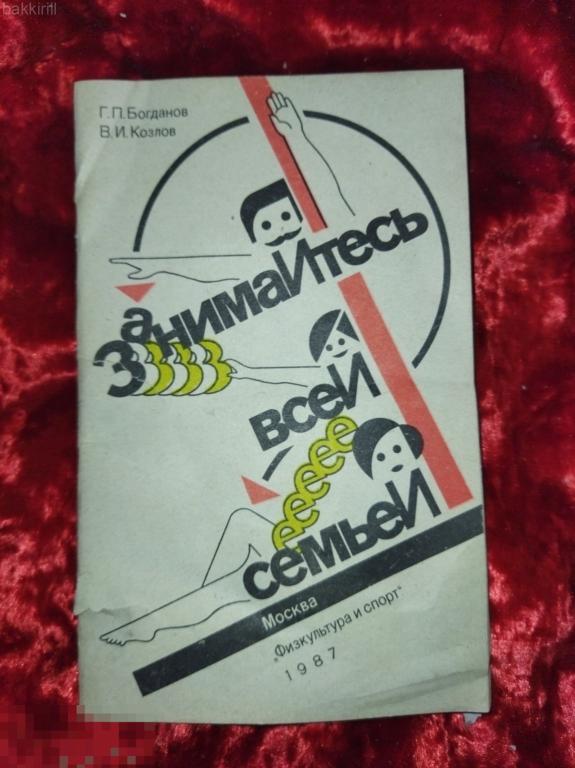 bakkirill
Г.П.Богданов
В.И.Козлов
Занимайтесь
всей
семьей
Москва
„Физкультура и спорт“
1987